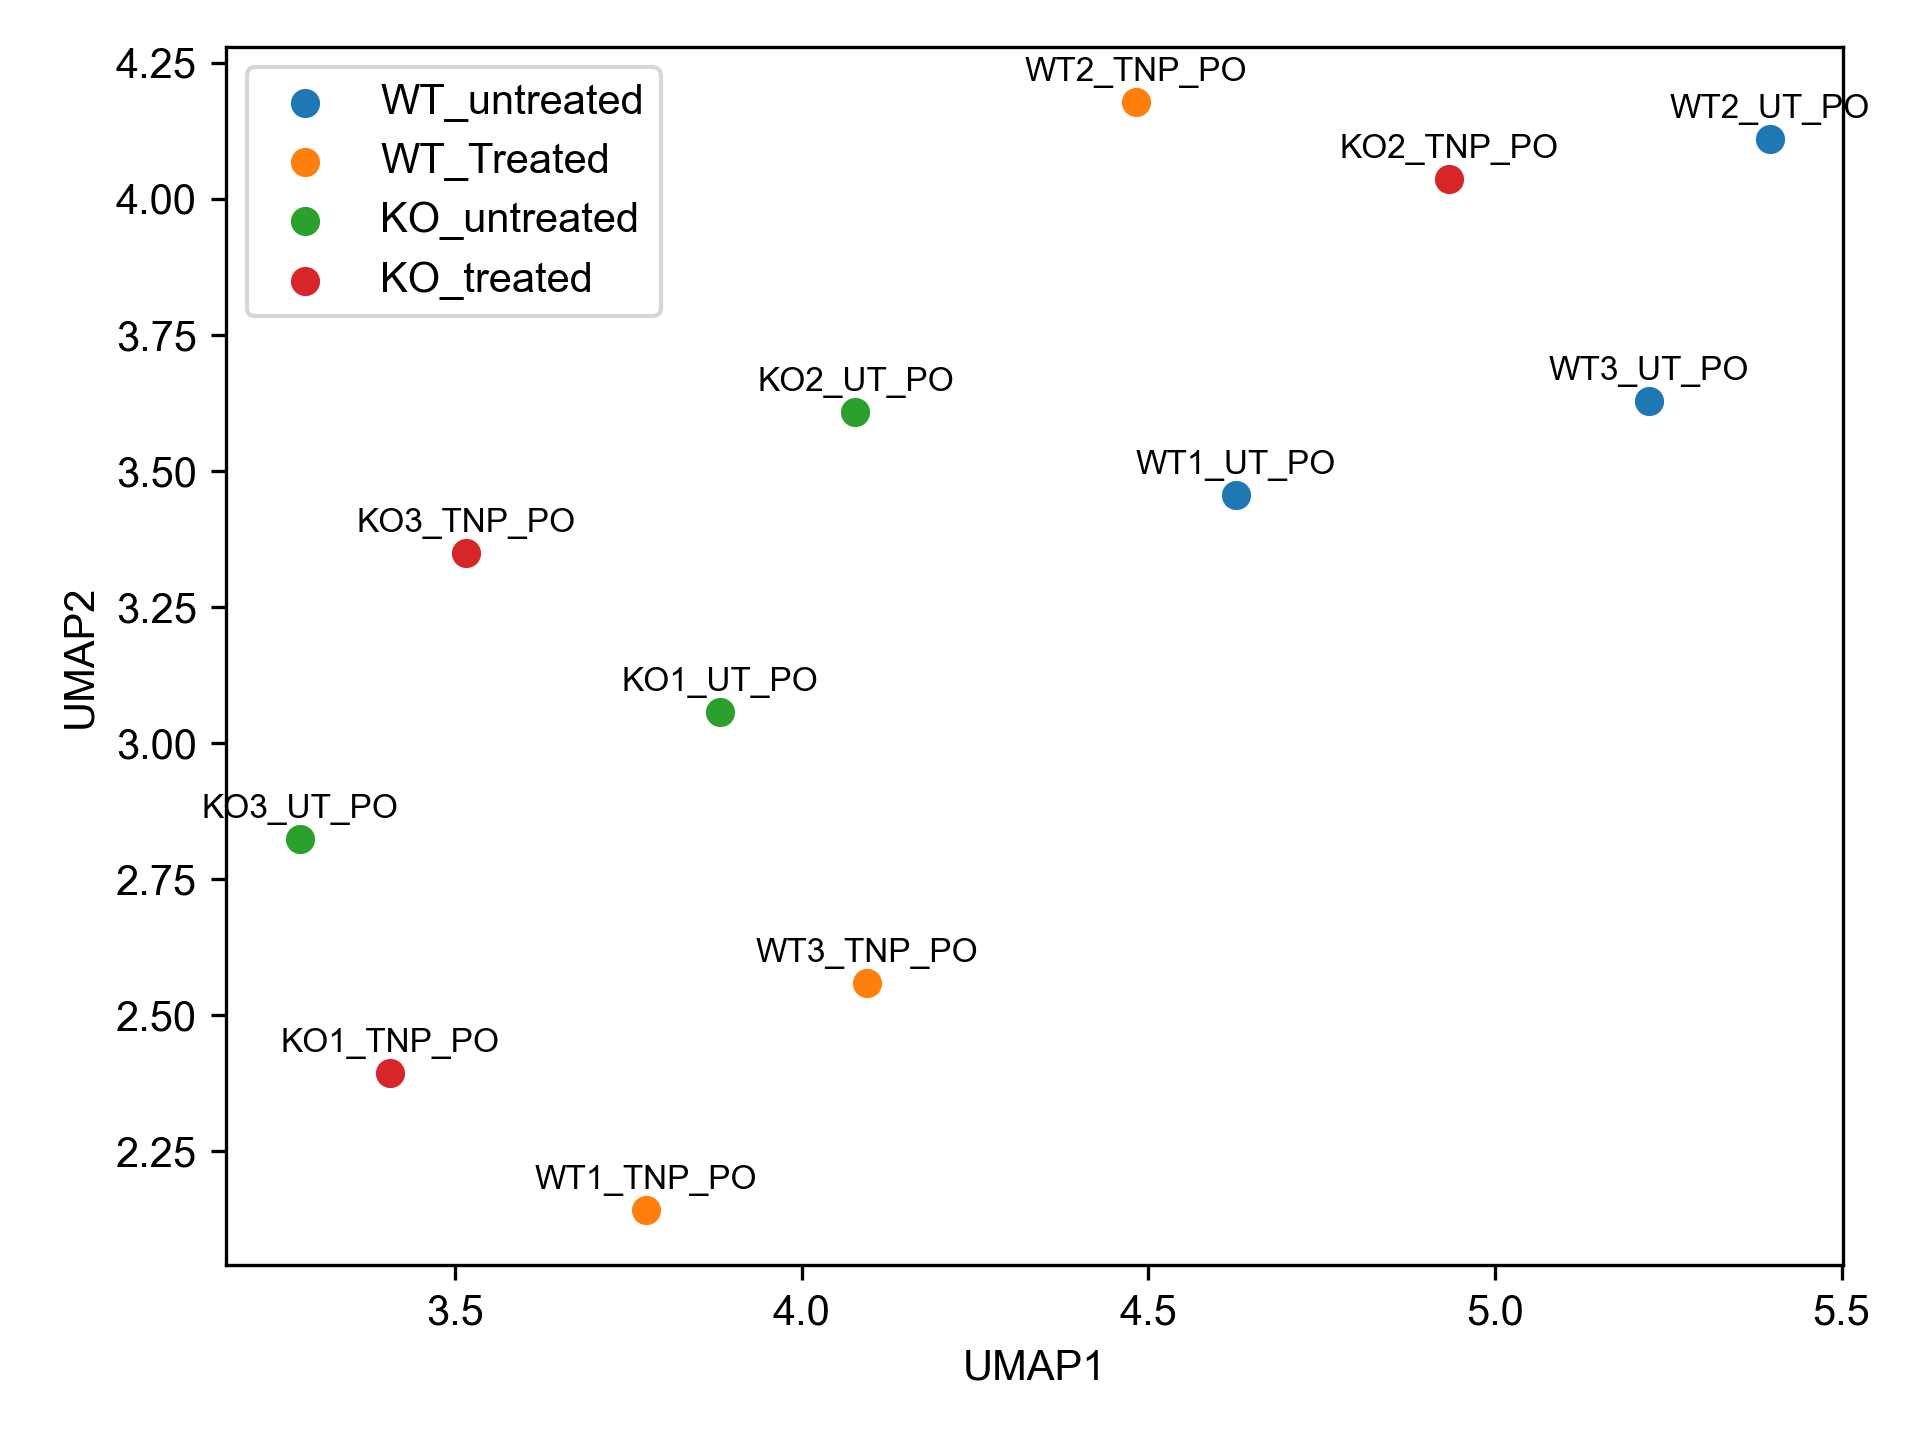 WT_untreated
WT_Treated
KO_untreated
KO_treated
WT2_TNP_PO
WT2_UT_PO
KO2_TNP_PO
WT3_UT_PO
KO2_UT_PO
WT1_UT_PO
KO3_TNP_PO
KO1_UT_PO
KO3_UT_PO
WT3_TNP_PO
KO1_TNP_PO
WT1_TNP_PO
4.25
4.00
3.75
3.50
3.25
3.00
2.75
2.50
2.25
UMAP2
3.5 4.0 4.5 5.0 5.5
UMAP1